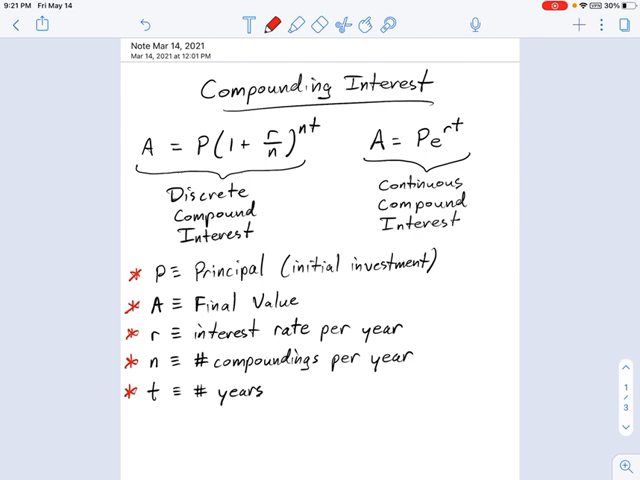 9:21 PM Fri May 14
VPN 30%
Note Mar 14, 2021
Mar 14, 2021 at 12:01 PM
Compounding Interest
A = P(1 + r/n)^nt
A = Pe^rt
Discrete
Compound
Interest
Continuous
Compound
Interest
* P ≡ Principal (initial investment)
* A ≡ Final Value
* r ≡ interest rate per year
* n ≡ # compoundings per year
* t ≡ # years
1
/
3